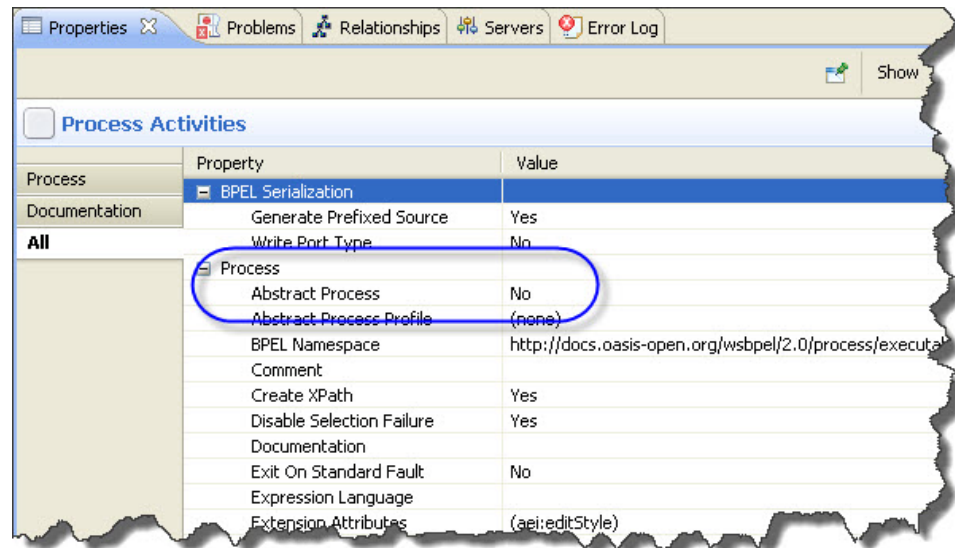 Properties Problems Relationships Servers Error Log
Show
Process Activities
Property Value
Process
Documentation
All
BPEL Serialization
Generate Prefixed Source Yes
Write Port Type No
Process
Abstract Process No
Abstract Process Profile (none)
BPEL Namespace http://docs.oasis-open.org/wsbpel/2.0/process/executa
Comment
Create XPath Yes
Disable Selection Failure Yes
Documentation
Exit On Standard Fault No
Expression Language
Extension Attributes (aei:editStyle)